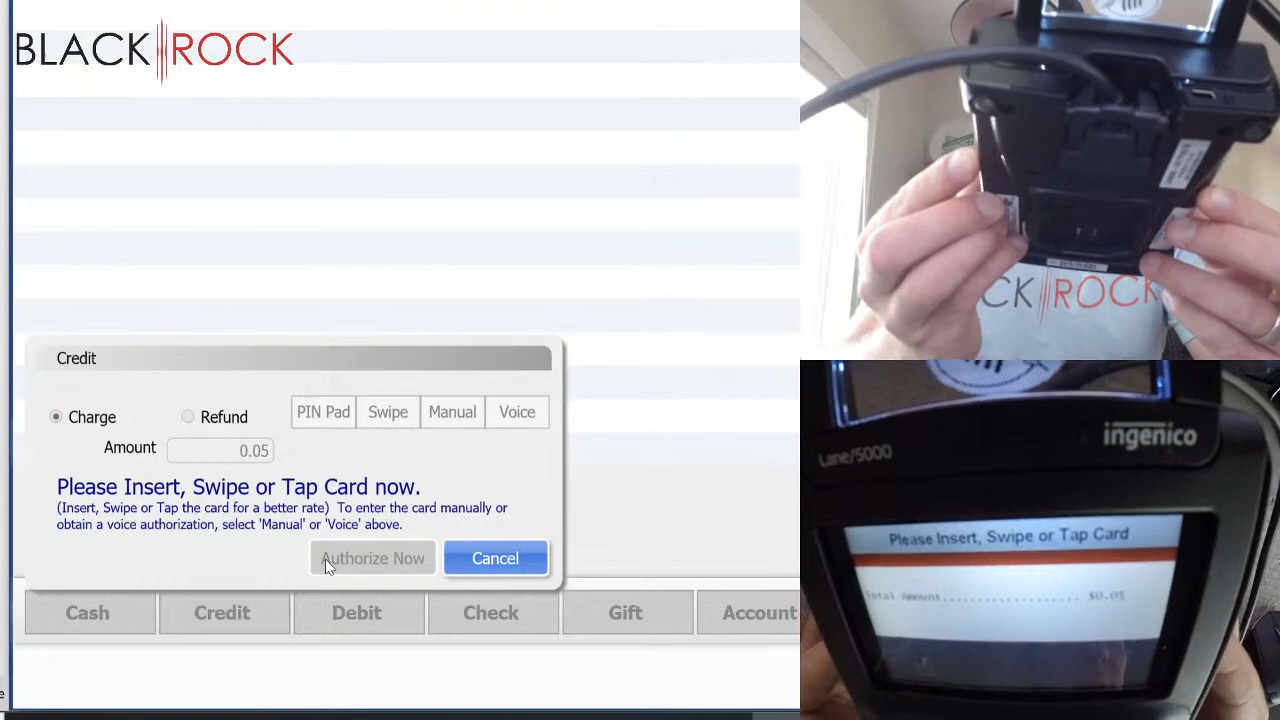 BLACK ROCK
Credit
Charge
Refund
PIN Pad
Swipe
Manual
Voice
Amount
0.05
Please Insert, Swipe or Tap Card now.
(Insert, Swipe or Tap the card for a better rate) To enter the card manually or
obtain a voice authorization, select 'Manual' or 'Voice' above.
Authorize Now
Cancel
Cash
Credit
Debit
Check
Gift
Account
e
CK ROCK
ingenico
Lane/5000
Please Insert, Swipe or Tap Card
Total Amount.............................. $0.05